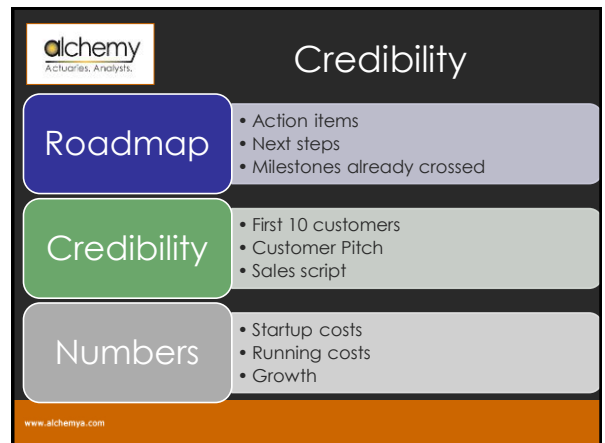 alchemy
Actuaries. Analysts.
Credibility
Roadmap
• Action items
• Next steps
• Milestones already crossed
Credibility
• First 10 customers
• Customer Pitch
• Sales script
Numbers
• Startup costs
• Running costs
• Growth
www.alchemya.com